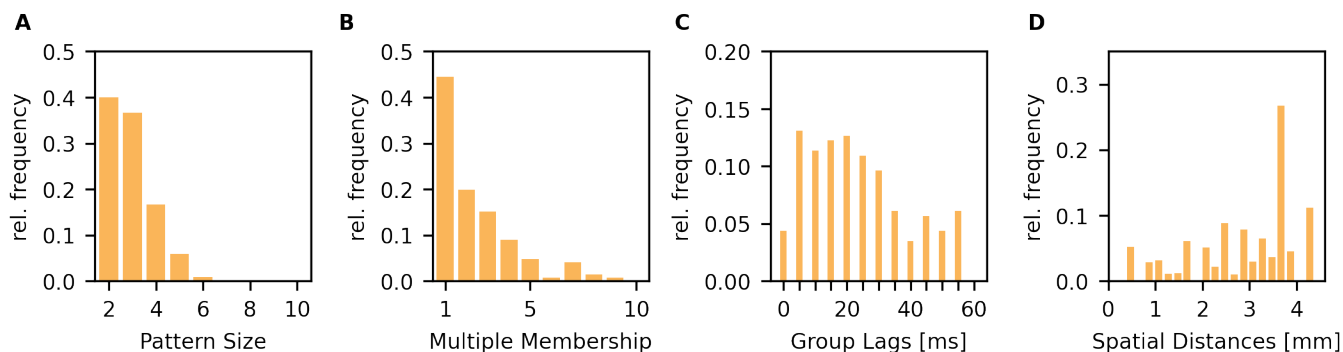 A
0.5
0.4
0.3
0.2
0.1
0.0
rel. frequency
2 4 6 8 10
Pattern Size
B
0.5
0.4
0.3
0.2
0.1
0.0
rel. frequency
1 5 10
Multiple Membership
C
0.20
0.15
0.10
0.05
0.00
rel. frequency
0 20 40 60
Group Lags [ms]
D
0.3
0.2
0.1
0.0
rel. frequency
0 1 2 3 4
Spatial Distances [mm]